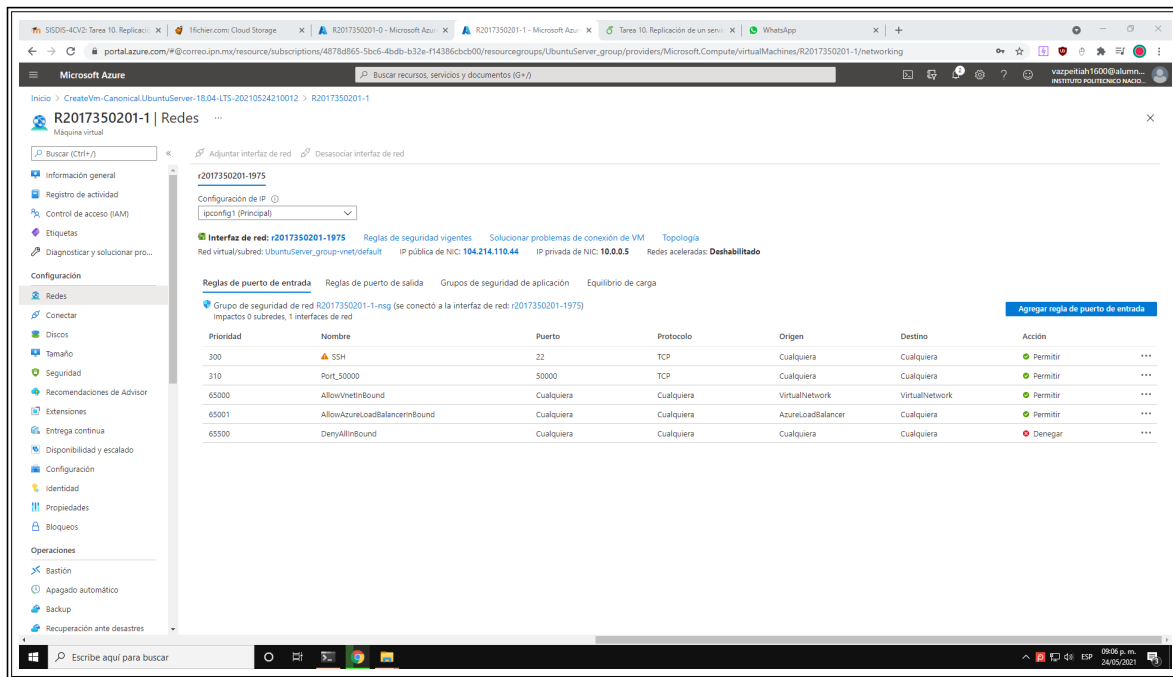 SISDIS-4CV2: Tarea 10. Replicació
1fichier.com: Cloud Storage
R2017350201-0 - Microsoft Azu
R2017350201-1 - Microsoft Azu
Tarea 10. Replicación de un servi
WhatsApp
portal.azure.com/#@correo.ipn.mx/resource/subscriptions/4878d865-5bc6-4bdb-b32e-f14386cbcb00/resourcegroups/UbuntuServer_group/providers/Microsoft.Compute/virtualMachines/R2017350201-1/networking
Microsoft Azure
Buscar recursos, servicios y documentos (G+/)
2
vazpeitiah1600@alumn...
INSTITUTO POLITECNICO NACIO...
Inicio > CreateVm-Canonical.UbuntuServer-18.04-LTS-20210524210012 > R2017350201-1
R2017350201-1 | Redes ...
Máquina virtual
Buscar (Ctrl+/)
«
Información general
Registro de actividad
Control de acceso (IAM)
Etiquetas
Diagnosticar y solucionar pro...
Configuración
Redes
Conectar
Discos
Tamaño
Seguridad
Recomendaciones de Advisor
Extensiones
Entrega continua
Disponibilidad y escalado
Configuración
Identidad
Propiedades
Bloqueos
Operaciones
Bastión
Apagado automático
Backup
Recuperación ante desastres
Adjuntar interfaz de red Desasociar interfaz de red
r2017350201-1975
Configuración de IP
ipconfig1 (Principal)
Interfaz de red: r2017350201-1975 Reglas de seguridad vigentes Solucionar problemas de conexión de VM Topología
Red virtual/subred: UbuntuServer_group-vnet/default IP pública de NIC: 104.214.110.44 IP privada de NIC: 10.0.0.5 Redes aceleradas: Deshabilitado
Reglas de puerto de entrada Reglas de puerto de salida Grupos de seguridad de aplicación Equilibrio de carga
Grupo de seguridad de red R2017350201-1-nsg (se conectó a la interfaz de red: r2017350201-1975)
Impactos 0 subredes, 1 interfaces de red
Agregar regla de puerto de entrada
Prioridad Nombre Puerto Protocolo Origen Destino Acción
300 SSH 22 TCP Cualquiera Cualquiera Permitir ...
310 Port_50000 50000 TCP Cualquiera Cualquiera Permitir ...
65000 AllowVnetInBound Cualquiera Cualquiera VirtualNetwork VirtualNetwork Permitir ...
65001 AllowAzureLoadBalancerInBound Cualquiera Cualquiera AzureLoadBalancer Cualquiera Permitir ...
65500 DenyAllInBound Cualquiera Cualquiera Cualquiera Cualquiera Denegar ...
Escribe aquí para buscar
ESP
09:06 p. m.
24/05/2021